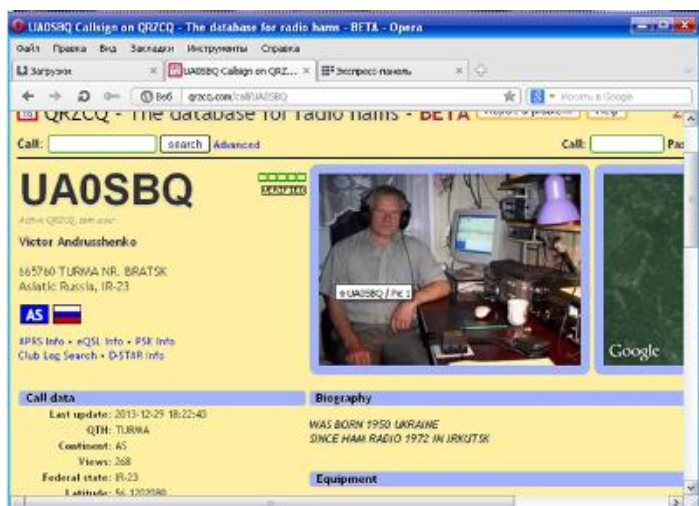 UA0SBQ Callsign on QRZCQ - The database for radio hams - BETA - Opera
Файл Правка Вид Закладки Инструменты Справка
Загрузки UA0SBQ Callsign on QRZ... Экспресс-панель
Веб qrzcq.com/call/UA0SBQ Искать в Google
QRZCQ - The database for radio hams - BETA
Call: search Advanced Call:
UA0SBQ
VERIFIED
Active QRZCQ.com user
Victor Andrusshenko
665760 TURMA NR. BRATSK
Asiatic Russia, IR-23
AS
APRS Info • eQSL Info • PSK Info
Club Log Search • D-STAR Info
UA0SBQ / Pic 1
Google
Call data
Last update: 2013-12-29 18:22:43
QTH: TURMA
Continent: AS
Views: 268
Federal state: IR-23
Latitude:
Biography
WAS BORN 1950 UKRAINE
SINCE HAM RADIO 1972 IN IRKUTSK
Equipment